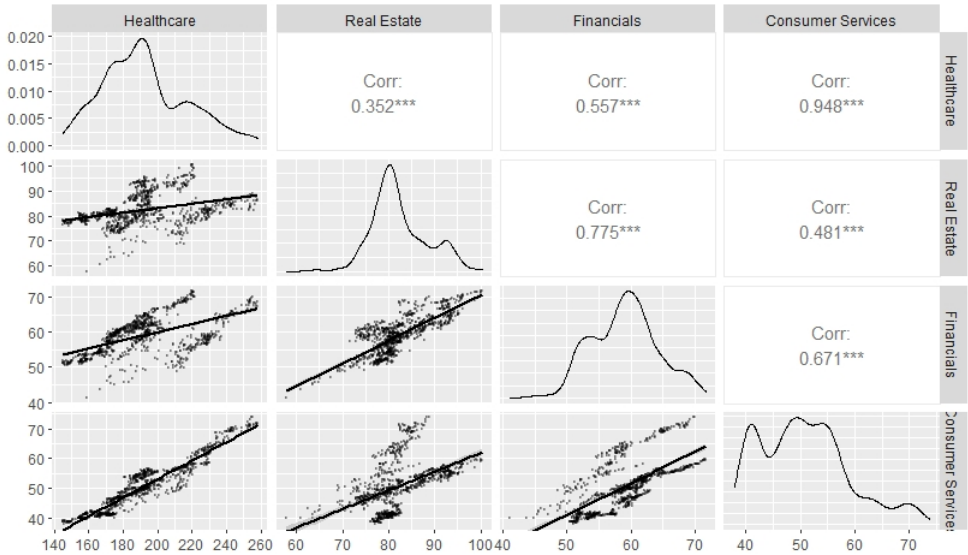 Healthcare Real Estate Financials Consumer Services
0.020
0.015
0.010
0.005
0.000
Corr:
0.352***
Corr:
0.557***
Corr:
0.948***
Healthcare
100
90
80
70
60
Corr:
0.775***
Corr:
0.481***
Real Estate
70
60
50
40
Corr:
0.671***
Financials
70
60
50
40
Consumer Services
140 160 180 200 220 240 260 60 70 80 90 100 40 50 60 70 40 50 60 70